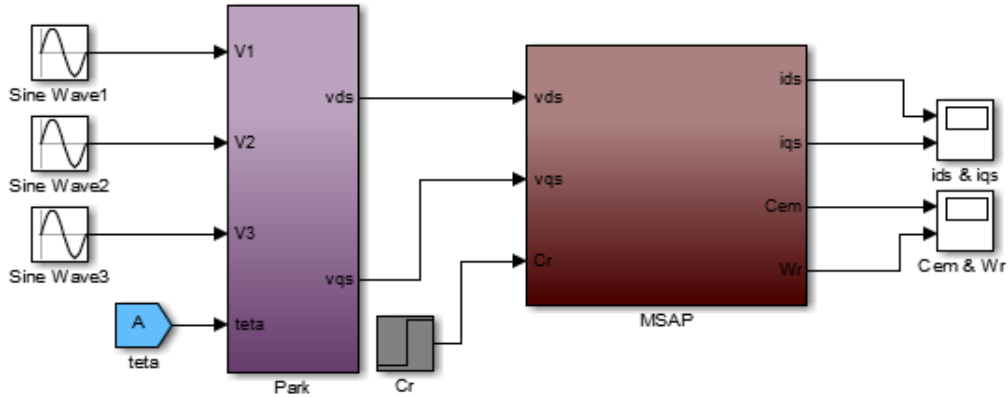 Sine Wave1
Sine Wave2
Sine Wave3
A
teta
V1
V2
V3
teta
vds
vqs
Park
Cr
vds
vqs
Cr
ids
iqs
Cem
Wr
MSAP
ids & iqs
Cem & Wr